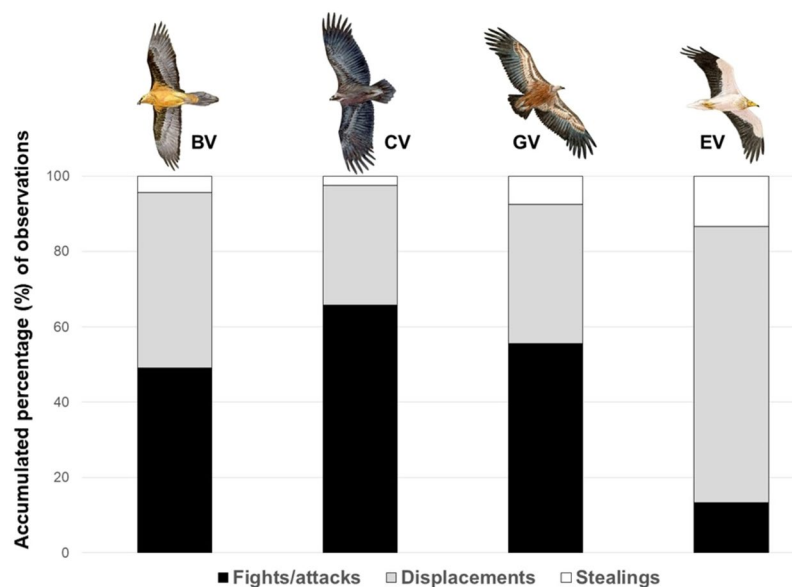 BV CV GV EV
Accumulated percentage (%) of observations
100
80
60
40
20
0
Fights/attacks Displacements Stealings